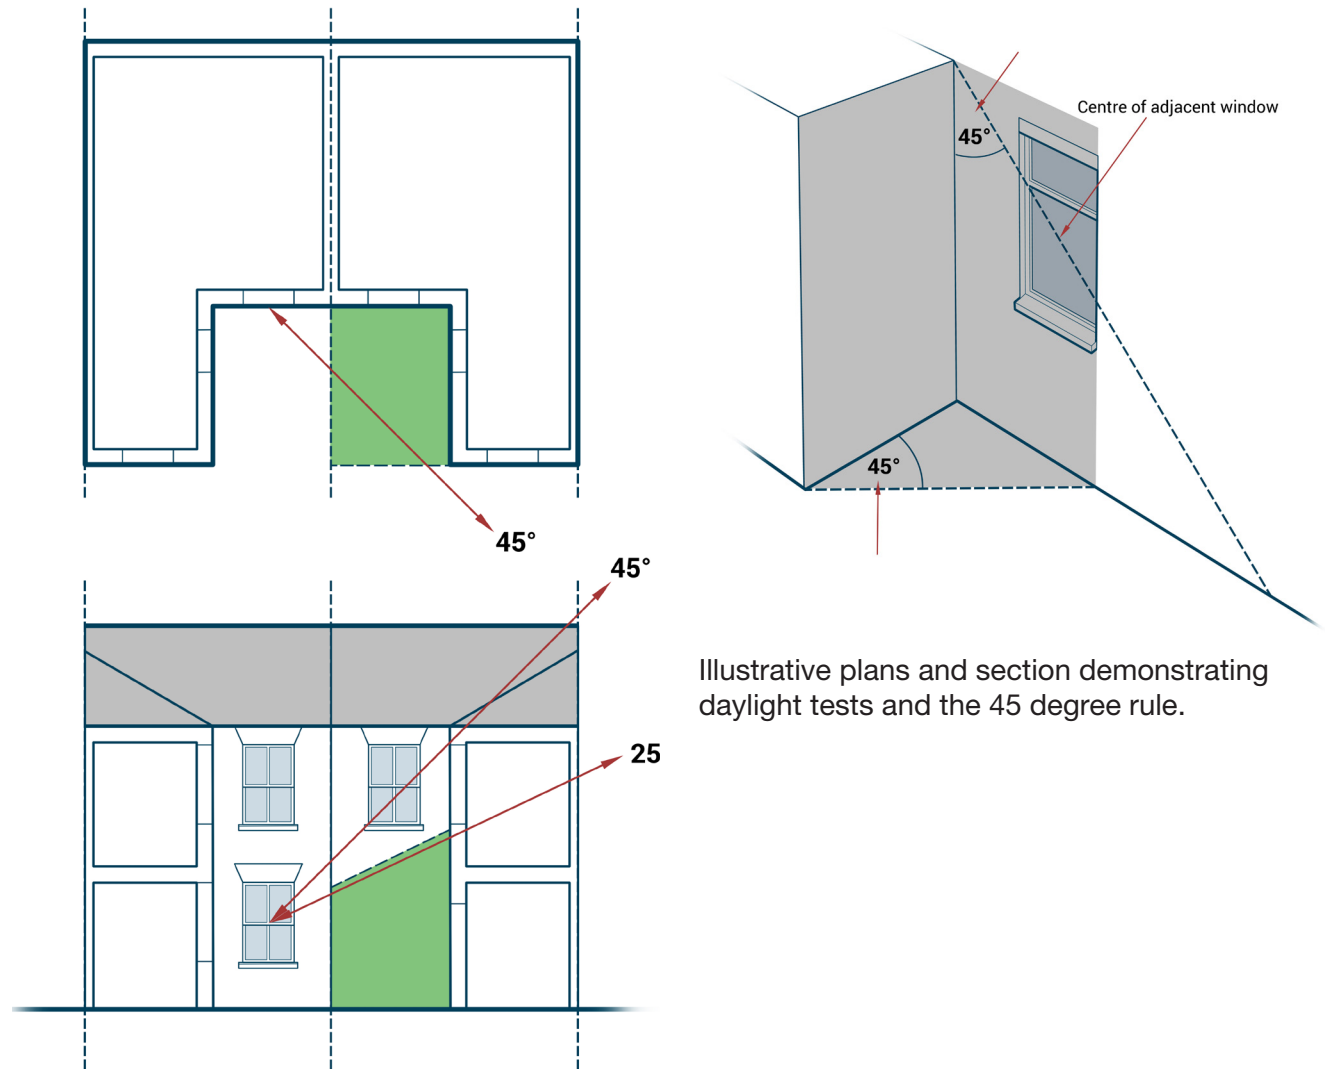 45°
Centre of adjacent window
45°
45°
45°
25
Illustrative plans and section demonstrating
daylight tests and the 45 degree rule.